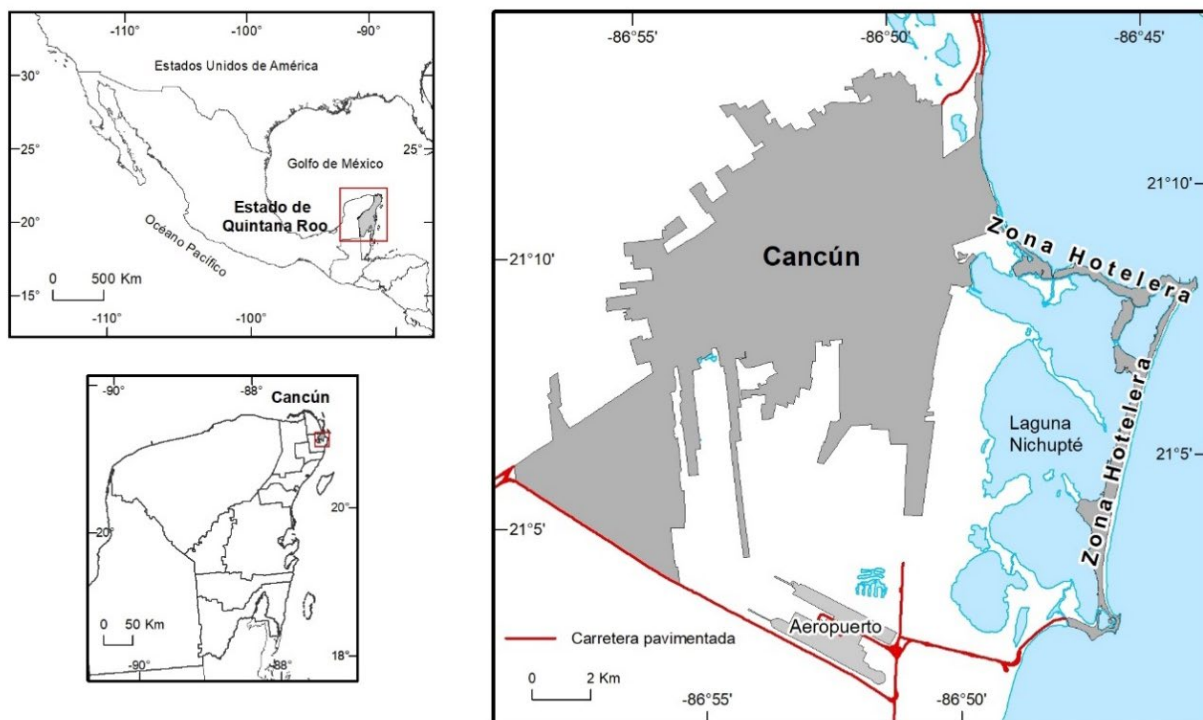 -110°
-100°
-90°
Estados Unidos de América
30°
25°
25°
Golfo de México
20°
Estado de
Quintana Roo
20°
Océano Pacífico
0 500 Km
15°
15°
-110°
-100°
-90°
-90°
-88°
Cancún
20°
20°
0 50 Km
18°
-90°
-88°
-86°55'
-86°50'
-86°45'
21°10'
Zona Hotelera
21°10'
Cancún
Laguna
Nichupté
Zona Hotelera
21°5'
21°5'
Aeropuerto
Carretera pavimentada
0 2 Km
-86°55'
-86°50'